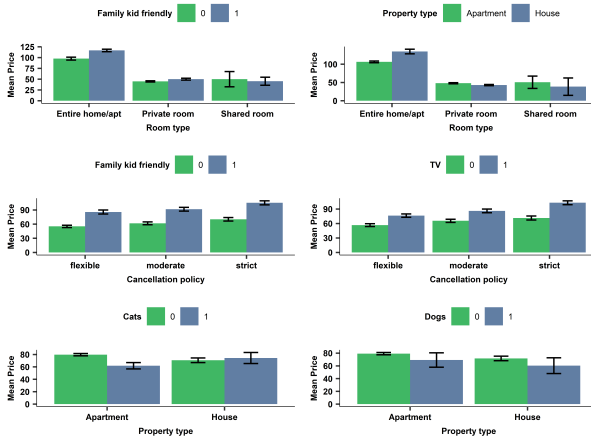 Family kid friendly 0 1
Mean Price
125
100
75
50
25
0
Entire home/apt Private room Shared room
Room type
Property type Apartment House
Mean Price
100
50
0
Entire home/apt Private room Shared room
Room type
Family kid friendly 0 1
Mean Price
90
60
30
0
flexible moderate strict
Cancellation policy
TV 0 1
Mean Price
90
60
30
0
flexible moderate strict
Cancellation policy
Cats 0 1
Mean Price
80
60
40
20
0
Apartment House
Property type
Dogs 0 1
Mean Price
80
60
40
20
0
Apartment House
Property type